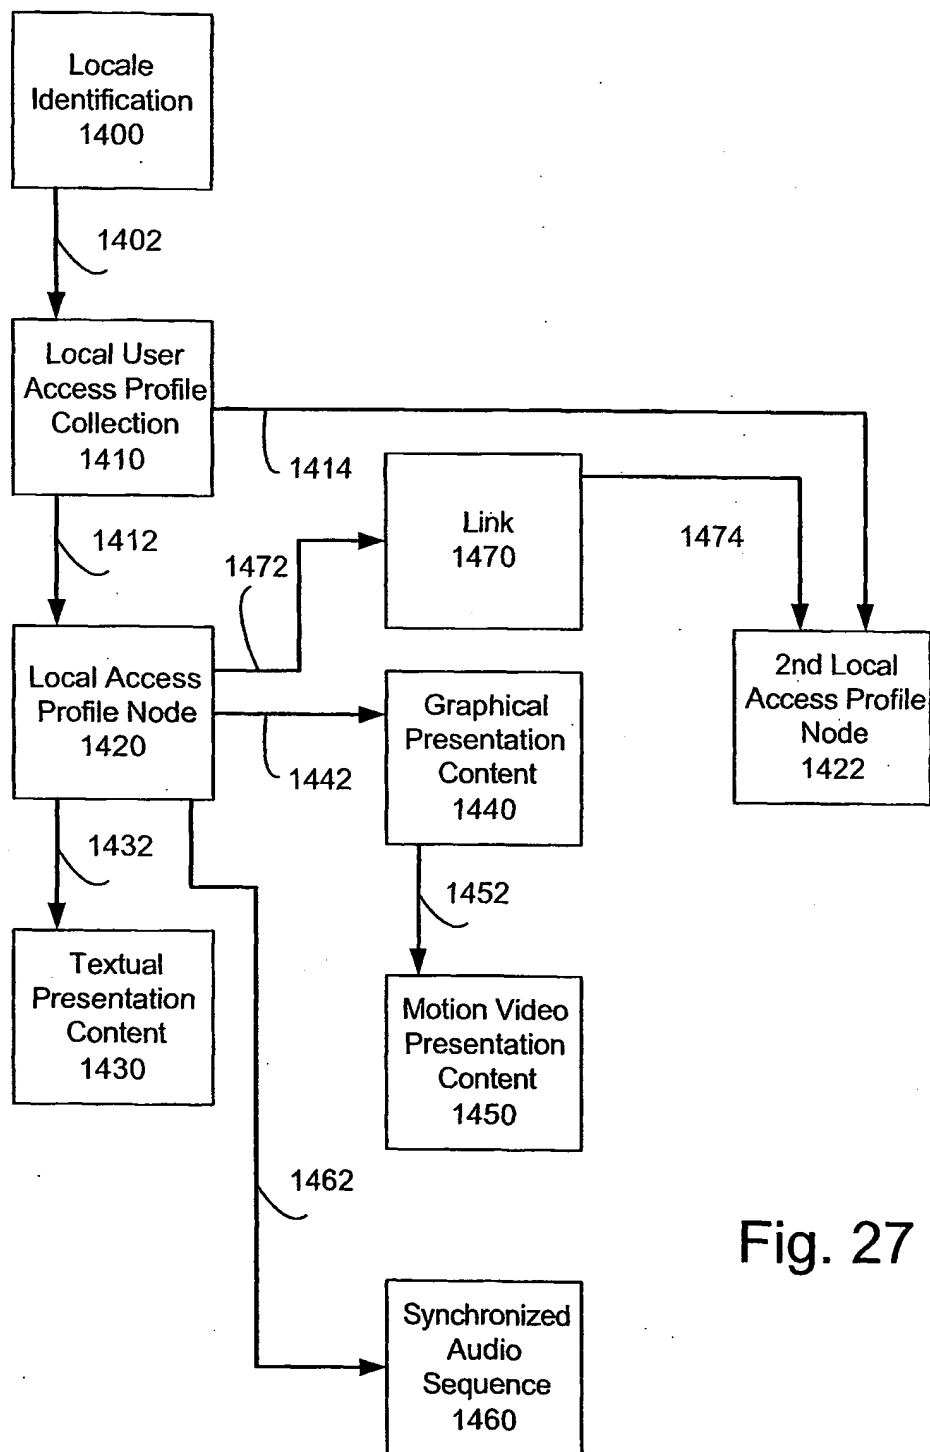 Locale
Identification
1400
1402
Local User
Access Profile
Collection
1410
1414
1412
Link
1470
1474
1472
Local Access
Profile Node
1420
2nd Local
Access Profile
Node
1422
Graphical
Presentation
Content
1440
1442
1432
1452
Textual
Presentation
Content
1430
Motion Video
Presentation
Content
1450
1462
Fig. 27
Synchronized
Audio
Sequence
1460